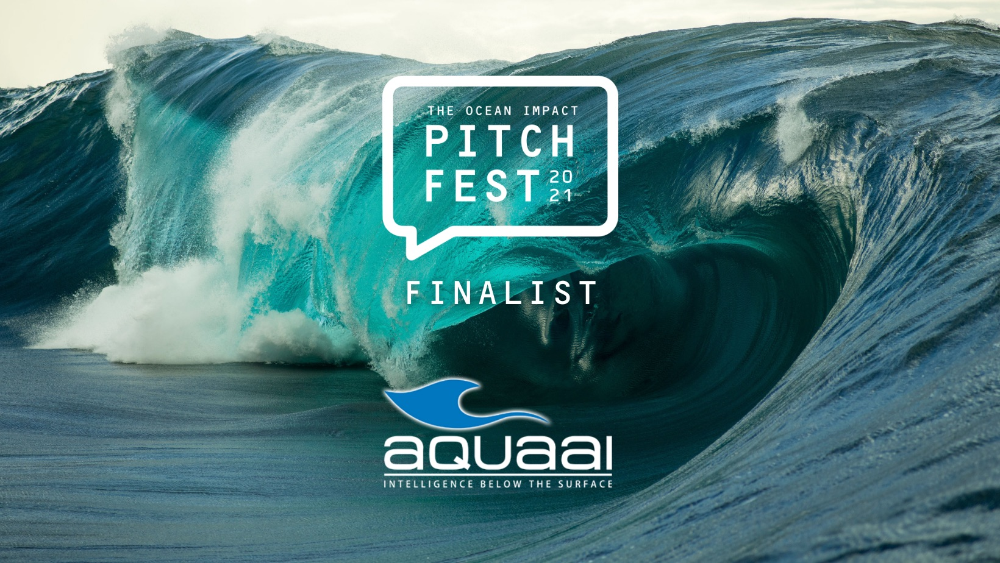 THE OCEAN IMPACT
PITCH
FEST 20
21
FINALIST
aquaai
INTELLIGENCE BELOW THE SURFACE